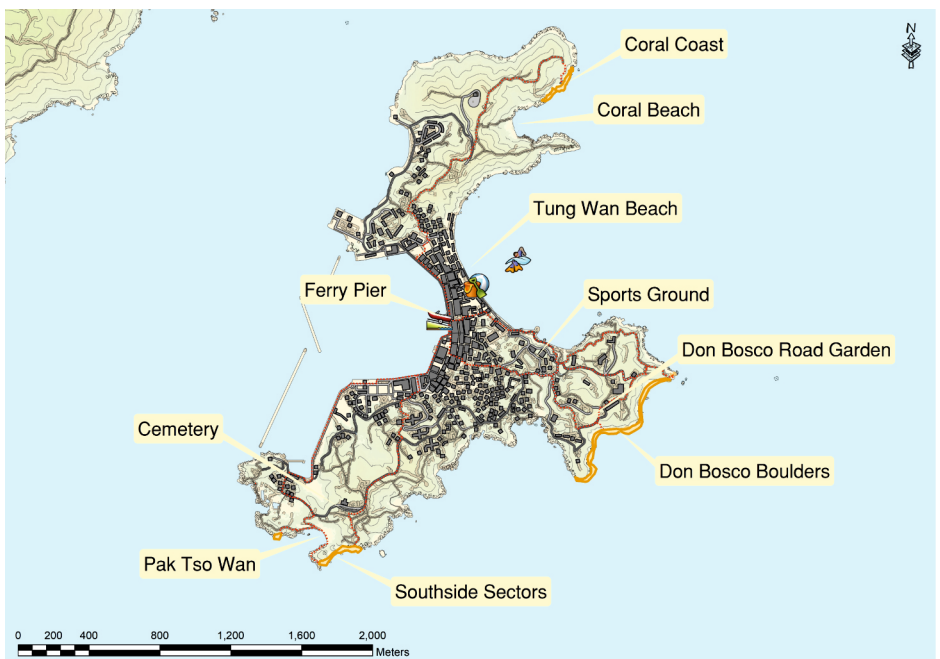 Coral Coast
N
Coral Beach
Tung Wan Beach
Ferry Pier
Sports Ground
Don Bosco Road Garden
Cemetery
Don Bosco Boulders
Pak Tso Wan
Southside Sectors
0 200 400 800 1,200 1,600 2,000
Meters